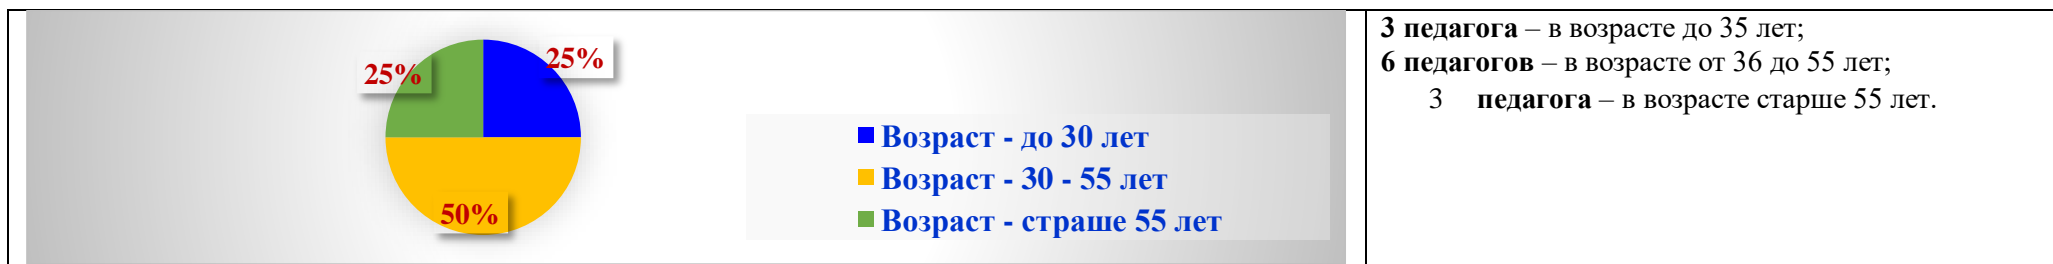 25%
25%
50%
Возраст - до 30 лет
Возраст - 30 - 55 лет
Возраст - страше 55 лет
3 педагога – в возрасте до 35 лет;
6 педагогов – в возрасте от 36 до 55 лет;
3 педагога – в возрасте старше 55 лет.